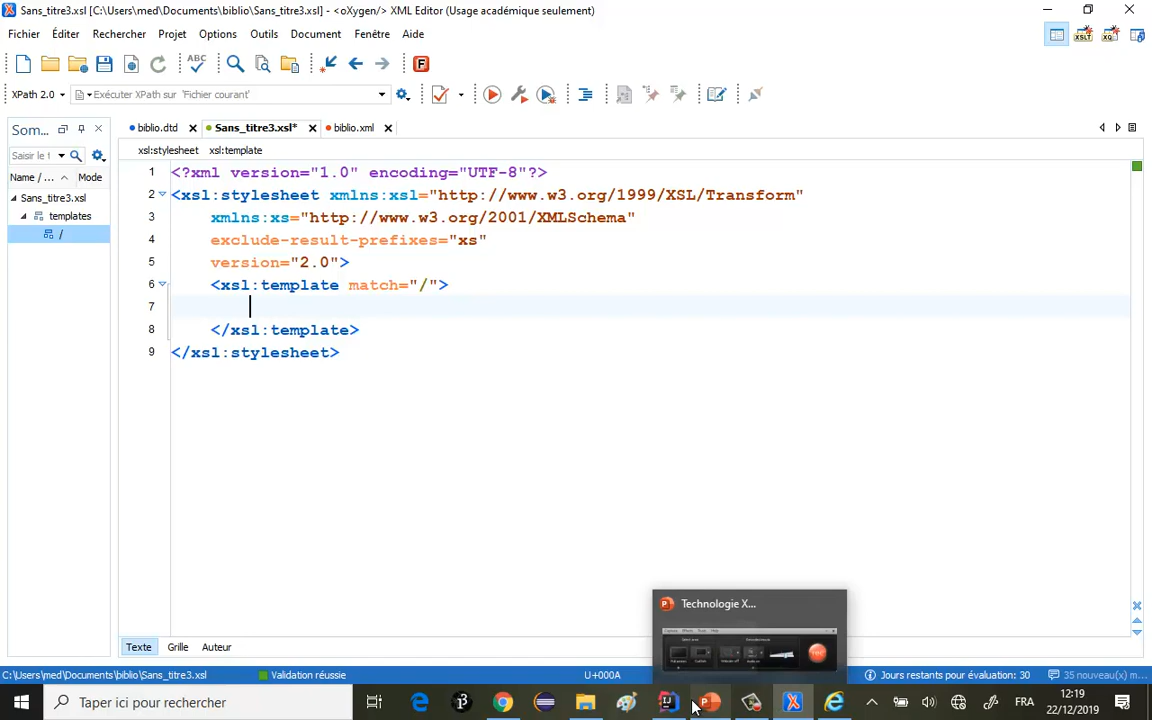 Sans_titre3.xsl [C:\Users\med\Documents\biblio\Sans_titre3.xsl] - <oXygen/> XML Editor (Usage académique seulement)
Fichier Éditer Rechercher Projet Options Outils Document Fenêtre Aide
XPath 2.0 Exécuter XPath sur 'Fichier courant'
Som... biblio.dtd Sans_titre3.xsl* biblio.xml
Saisir le t xsl:stylesheet xsl:template
Name / ... Mode
Sans_titre3.xsl
templates
/
1 <?xml version="1.0" encoding="UTF-8"?>
2 <xsl:stylesheet xmlns:xsl="http://www.w3.org/1999/XSL/Transform"
3 xmlns:xs="http://www.w3.org/2001/XMLSchema"
4 exclude-result-prefixes="xs"
5 version="2.0">
6 <xsl:template match="/">
7
8 </xsl:template>
9 </xsl:stylesheet>
Technologie X...
Texte Grille Auteur
C:\Users\med\Documents\biblio\Sans_titre3.xsl Validation réussie U+000A Jours restants pour évaluation: 30 35 nouveau(x) m...
Taper ici pour rechercher FRA 12:19
22/12/2019